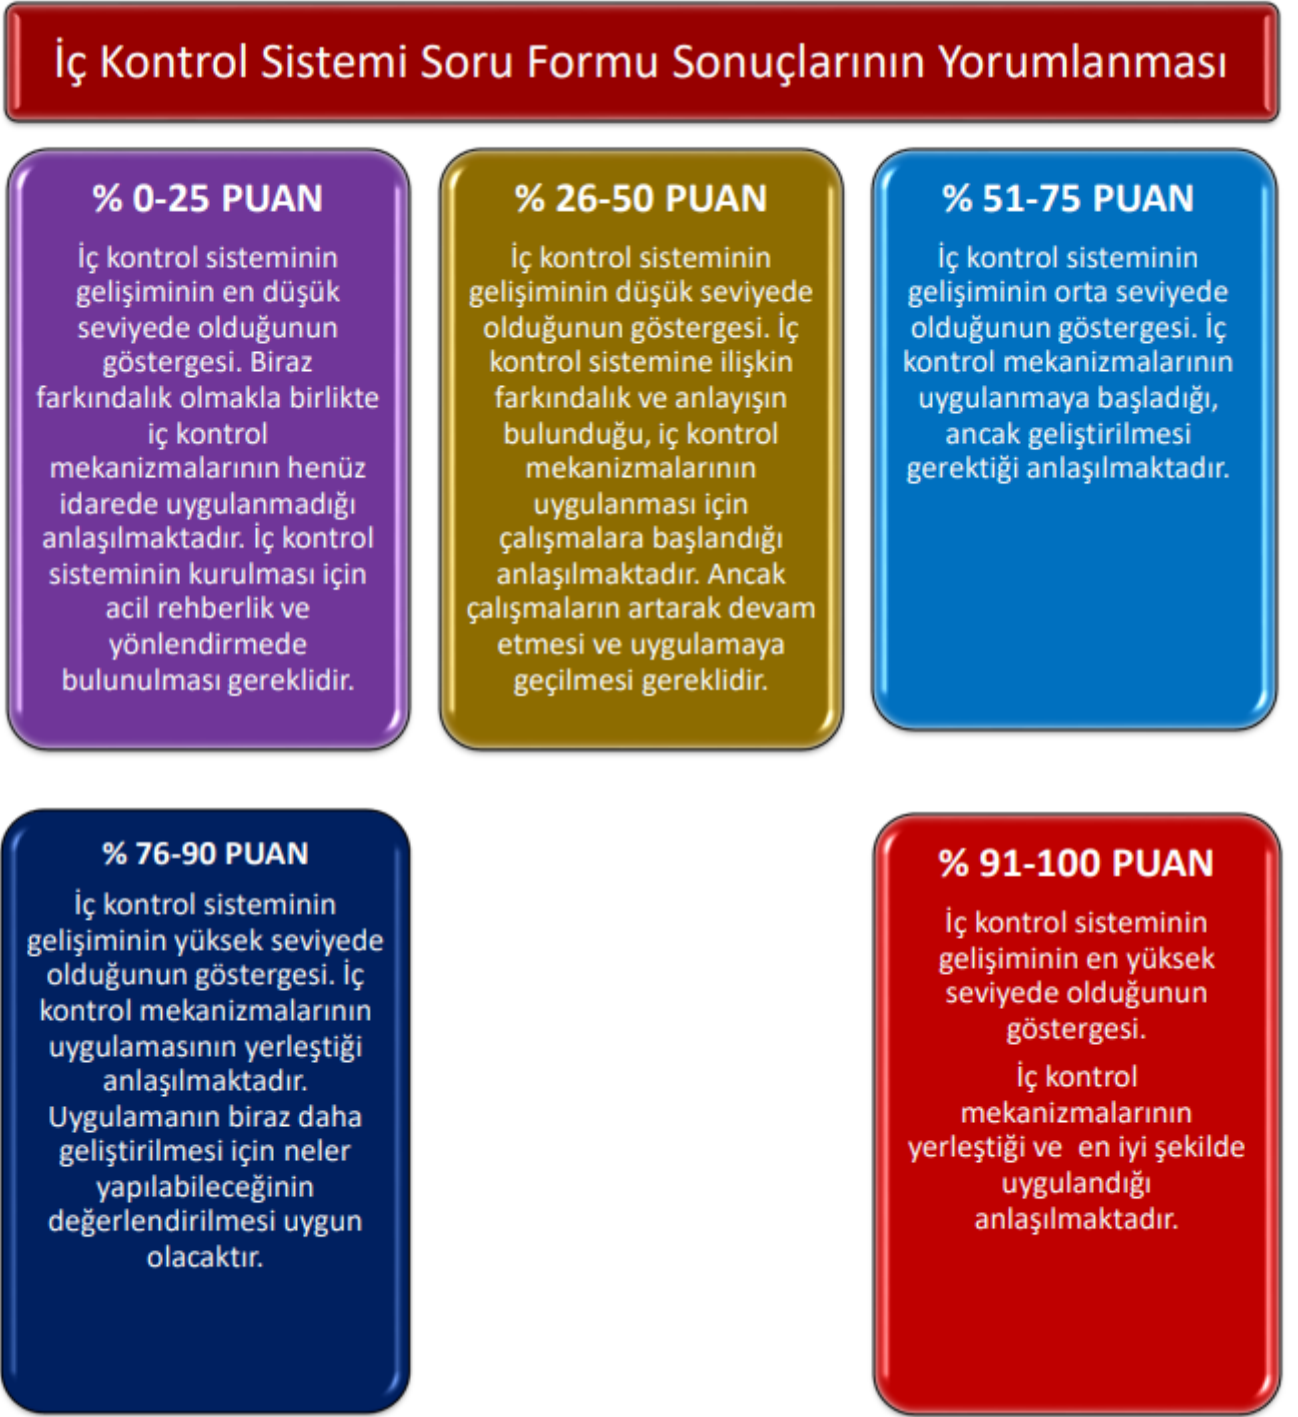 İç Kontrol Sistemi Soru Formu Sonuçlarının Yorumlanması
% 0-25 PUAN
İç kontrol sisteminin
gelişiminin en düşük
seviyede olduğunun
göstergesi. Biraz
farkındalık olmakla birlikte
iç kontrol
mekanizmalarının henüz
idarede uygulanmadığı
anlaşılmaktadır. İç kontrol
sisteminin kurulması için
acil rehberlik ve
yönlendirmede
bulunulması gereklidir.
% 26-50 PUAN
İç kontrol sisteminin
gelişiminin düşük seviyede
olduğunun göstergesi. İç
kontrol sistemine ilişkin
farkındalık ve anlayışın
bulunduğu, iç kontrol
mekanizmalarının
uygulanması için
çalışmalara başlandığı
anlaşılmaktadır. Ancak
çalışmaların artarak devam
etmesi ve uygulamaya
geçilmesi gereklidir.
% 51-75 PUAN
İç kontrol sisteminin
gelişiminin orta seviyede
olduğunun göstergesi. İç
kontrol mekanizmalarının
uygulanmaya başladığı,
ancak geliştirilmesi
gerektiği anlaşılmaktadır.
% 76-90 PUAN
İç kontrol sisteminin
gelişiminin yüksek seviyede
olduğunun göstergesi. İç
kontrol mekanizmalarının
uygulamasının yerleştiği
anlaşılmaktadır.
Uygulamanın biraz daha
geliştirilmesi için neler
yapılabileceğinin
değerlendirilmesi uygun
olacaktır.
% 91-100 PUAN
İç kontrol sisteminin
gelişiminin en yüksek
seviyede olduğunun
göstergesi.
İç kontrol
mekanizmalarının
yerleştiği ve  en iyi şekilde
uygulandığı
anlaşılmaktadır.